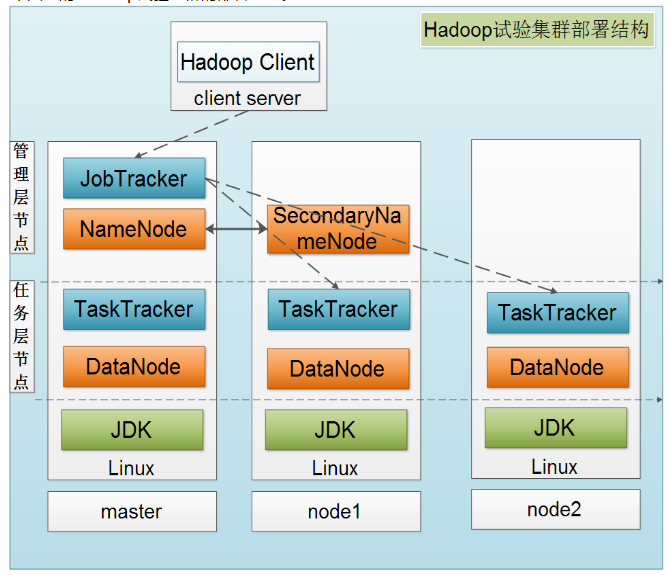 Hadoop试验集群部署结构
Hadoop Client
client server
管理层节点
JobTracker
NameNode
SecondaryNa
meNode
任务层节点
TaskTracker
TaskTracker
TaskTracker
DataNode
DataNode
DataNode
JDK
JDK
JDK
Linux
Linux
Linux
master
node1
node2